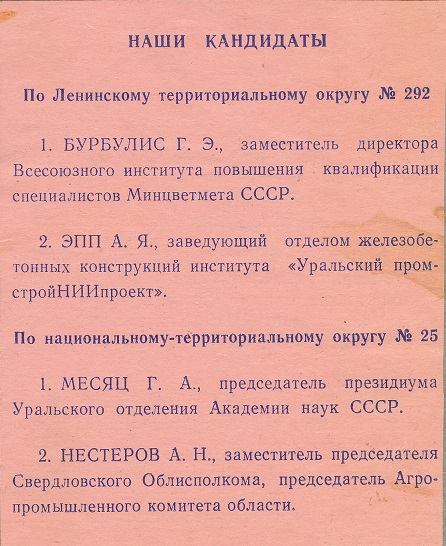 НАШИ КАНДИДАТЫ
По Ленинскому территориальному округу № 292
1. БУРБУЛИС Г. Э., заместитель директора
Всесоюзного института повышения квалификации
специалистов Минцветмета СССР.
2. ЭПП А. Я., заведующий отделом железобе-
тонных конструкций института «Уральский пром-
стройНИИпроект».
По национальному-территориальному округу № 25
1. МЕСЯЦ Г. А., председатель президиума
Уральского отделения Академии наук СССР.
2. НЕСТЕРОВ А. Н., заместитель председателя
Свердловского Облисполкома, председатель Агро-
промышленного комитета области.